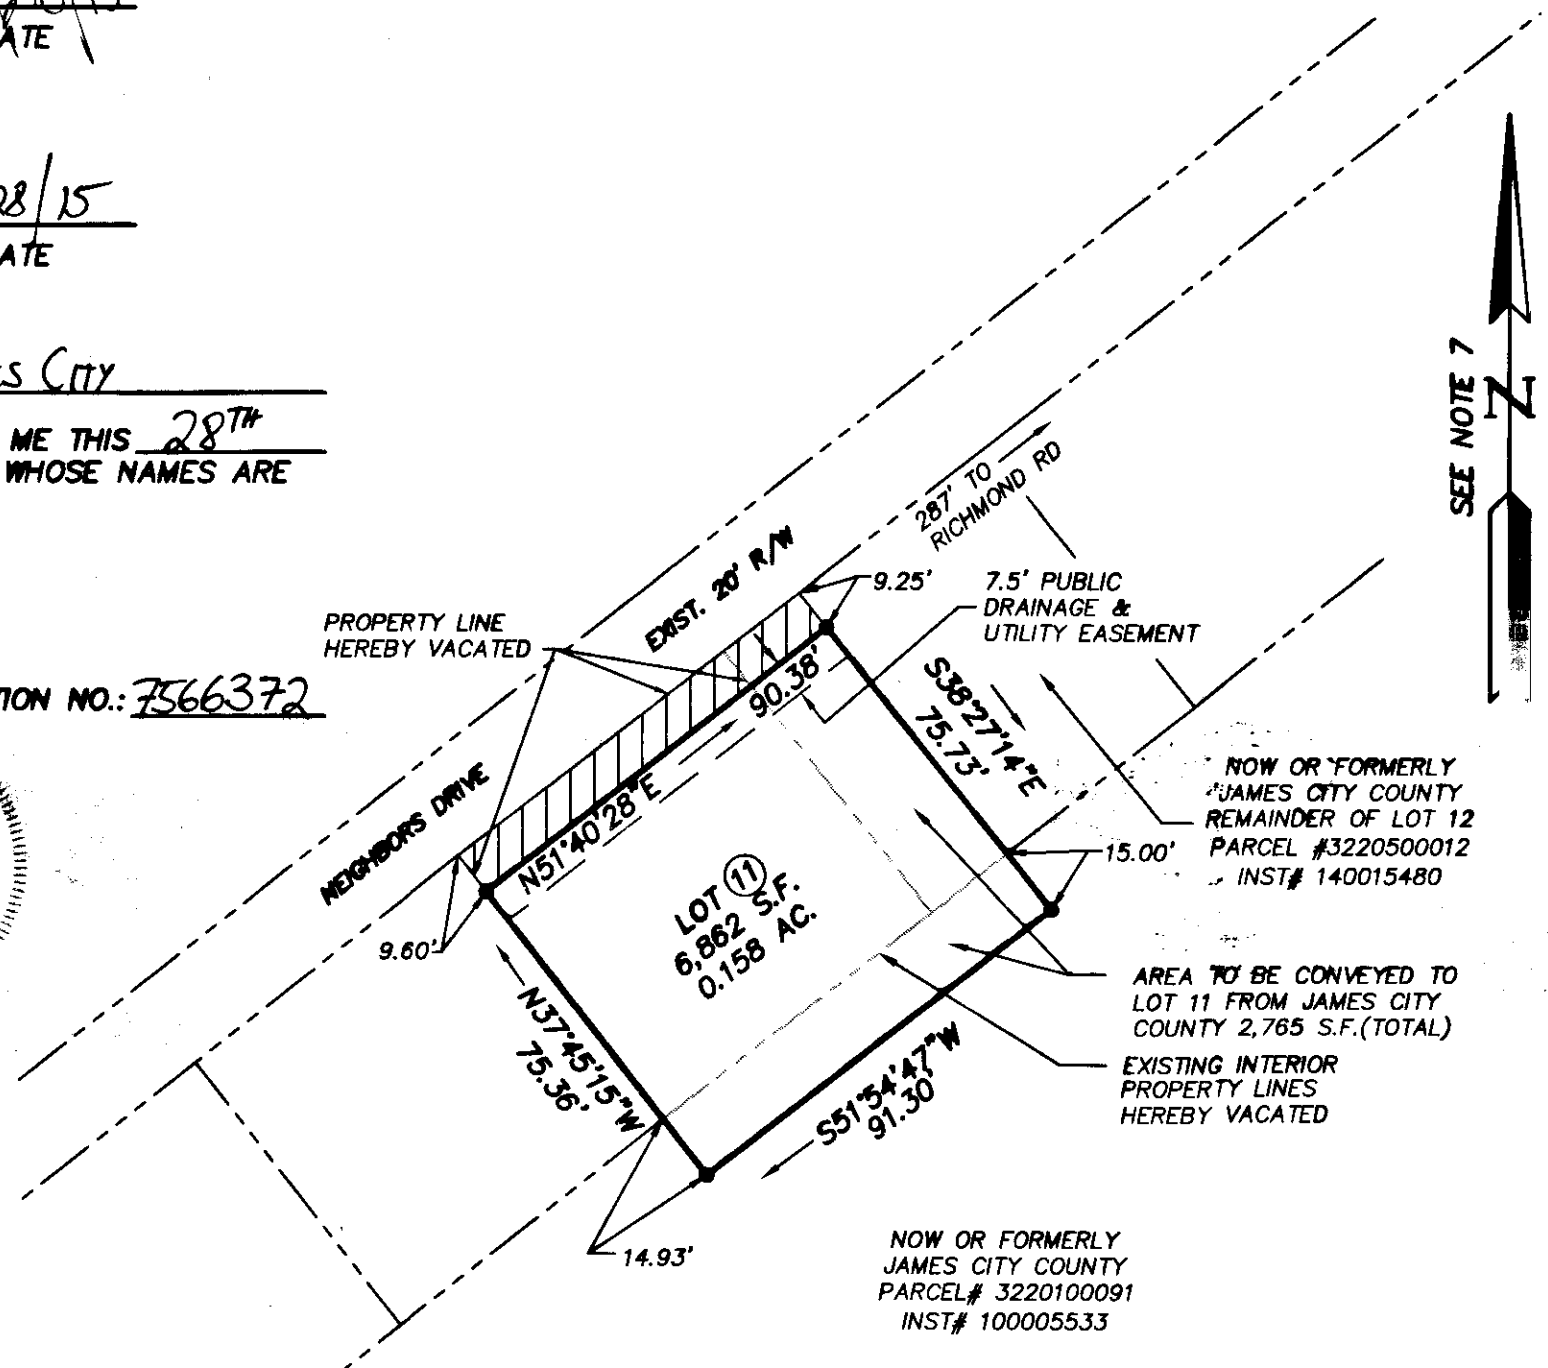 ATE
28/15
ATE
ES CITY
ME THIS 28TH
WHOSE NAMES ARE
TION NO.: 7566372
SEE NOTE 7
N
287' TO
RICHMOND RD
EXIST. 20' R/W
9.25'
7.5' PUBLIC
DRAINAGE &
UTILITY EASEMENT
PROPERTY LINE
HEREBY VACATED
NEIGHBORS DRIVE
90.38'
N51°40'28"E
S38°27'14"E
75.73'
NOW OR FORMERLY
JAMES CITY COUNTY
REMAINDER OF LOT 12
PARCEL #3220500012
INST# 140015480
15.00'
LOT 11
6,862 S.F.
0.158 AC.
9.60'
N37°45'15"W
75.36'
AREA TO BE CONVEYED TO
LOT 11 FROM JAMES CITY
COUNTY 2,765 S.F.(TOTAL)
EXISTING INTERIOR
PROPERTY LINES
HEREBY VACATED
S51°54'47"W
91.30'
14.93'
NOW OR FORMERLY
JAMES CITY COUNTY
PARCEL# 3220100091
INST# 100005533